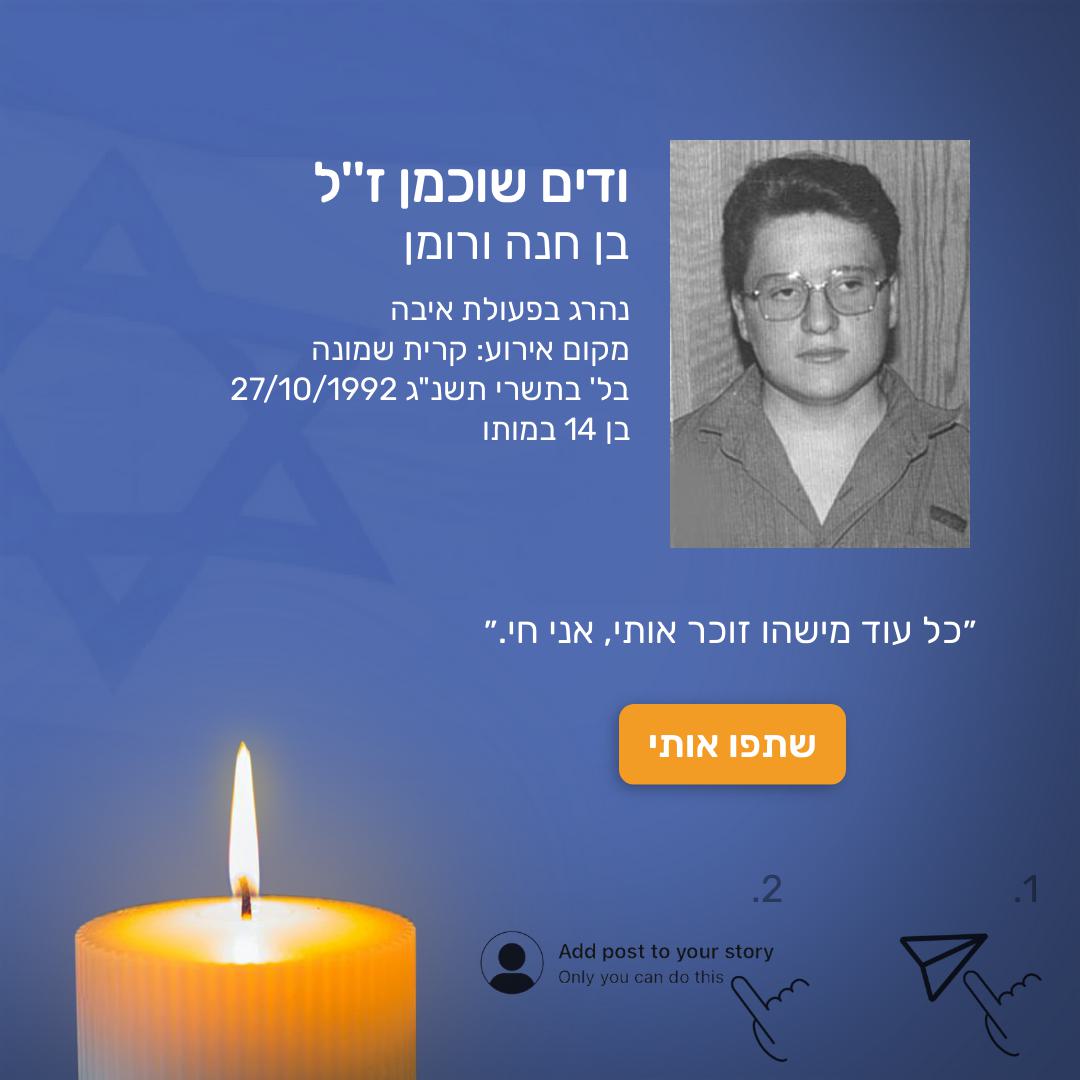 ודים שוכמן ז"ל
בן חנה ורומן
נהרג בפעולת איבה
מקום אירוע: קרית שמונה
בל' בתשרי תשנ"ג 27/10/1992
בן 14 במותו
״כל עוד מישהו זוכר אותי, אני חי.״
שתפו אותי
.1
.2
Add post to your story
Only you can do this